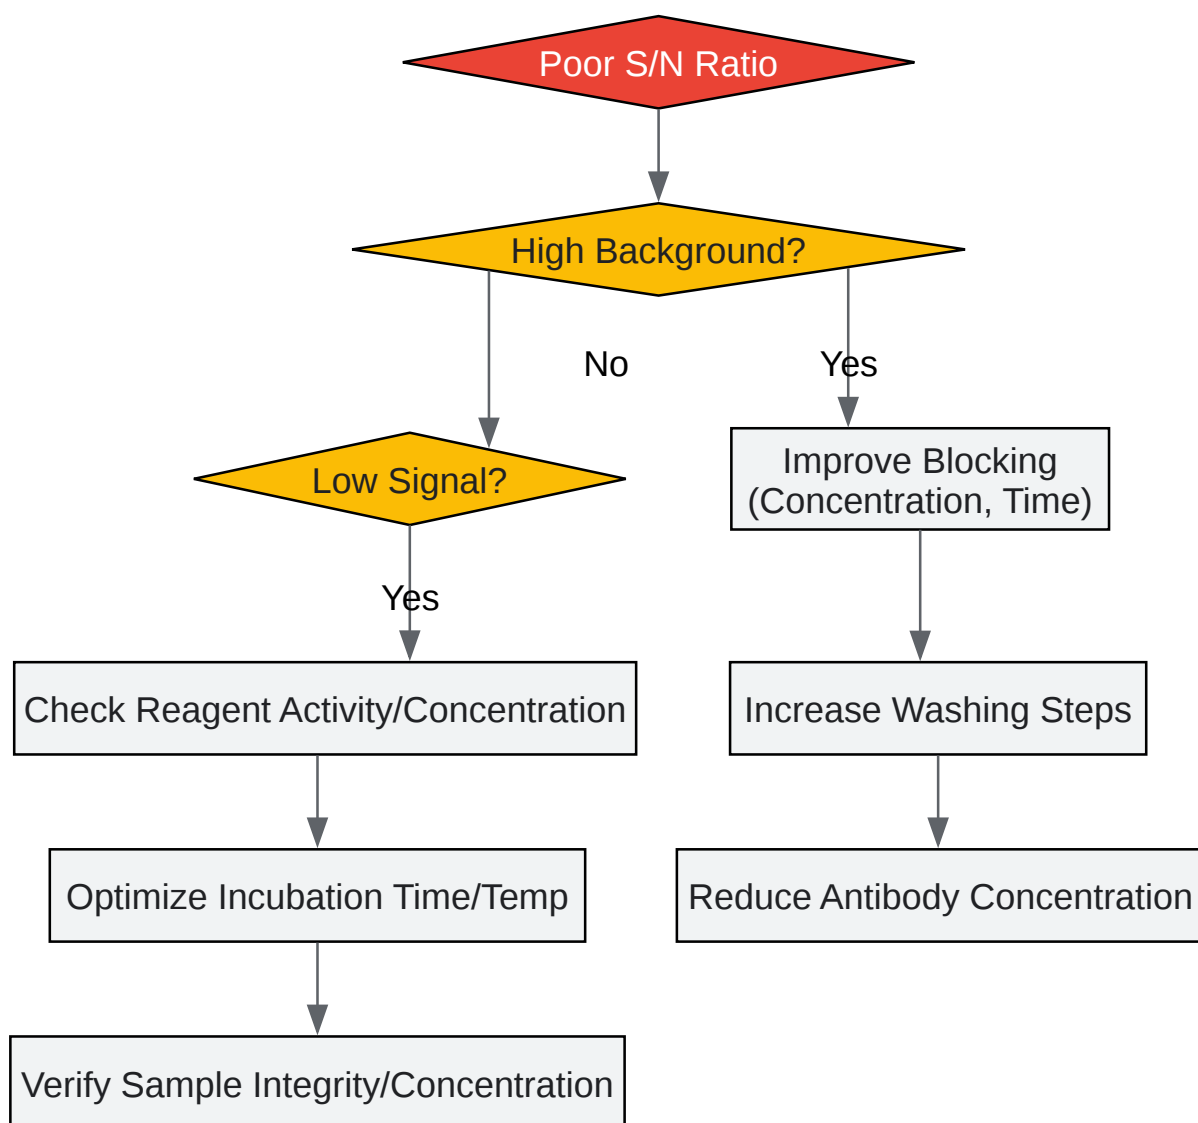 Poor S/N Ratio
High Background?
No
Yes
Low Signal?
Improve Blocking
(Concentration, Time)
Yes
Check Reagent Activity/Concentration
Increase Washing Steps
Optimize Incubation Time/Temp
Reduce Antibody Concentration
Verify Sample Integrity/Concentration